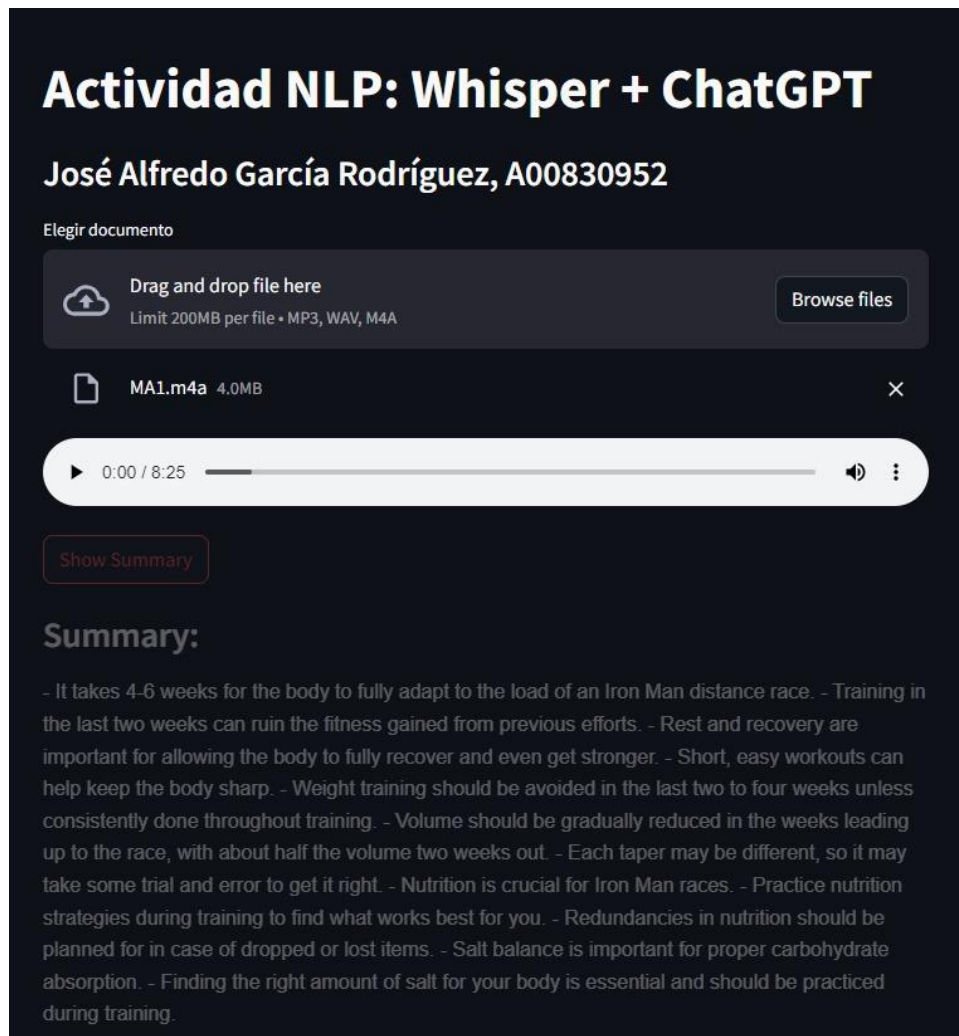 Actividad NLP: Whisper + ChatGPT
José Alfredo García Rodríguez, A00830952
Elegir documento
Drag and drop file here
Limit 200MB per file • MP3, WAV, M4A
Browse files
MA1.m4a 4.0MB
0:00 / 8:25
Show Summary
Summary:
- It takes 4-6 weeks for the body to fully adapt to the load of an Iron Man distance race. - Training in
the last two weeks can ruin the fitness gained from previous efforts. - Rest and recovery are
important for allowing the body to fully recover and even get stronger. - Short, easy workouts can
help keep the body sharp. - Weight training should be avoided in the last two to four weeks unless
consistently done throughout training. - Volume should be gradually reduced in the weeks leading
up to the race, with about half the volume two weeks out. - Each taper may be different, so it may
take some trial and error to get it right. - Nutrition is crucial for Iron Man races. - Practice nutrition
strategies during training to find what works best for you. - Redundancies in nutrition should be
planned for in case of dropped or lost items. - Salt balance is important for proper carbohydrate
absorption. - Finding the right amount of salt for your body is essential and should be practiced
during training.